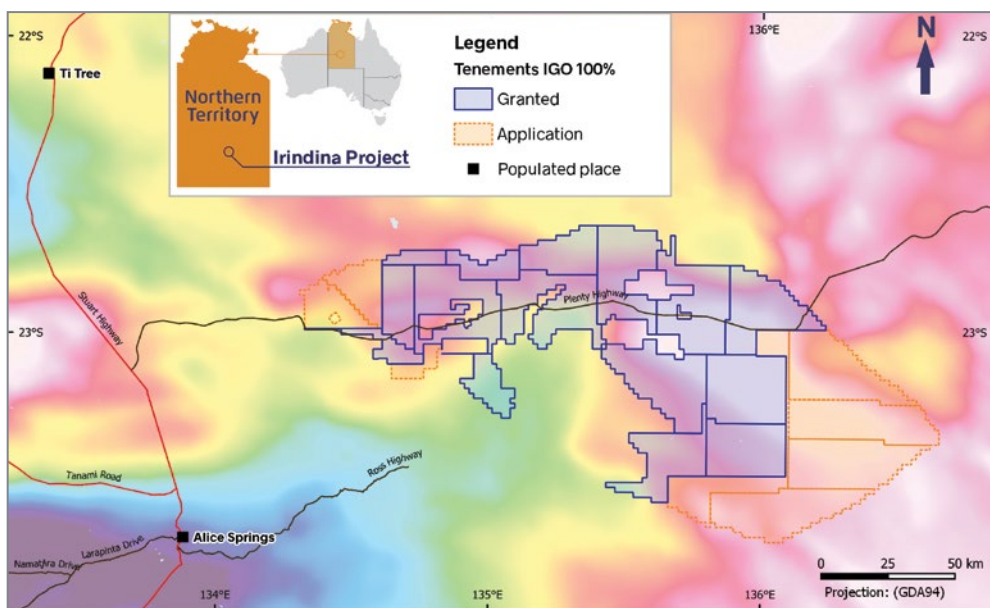 22°S
136°E
22°S
Ti Tree
Northern
Territory
Irindina Project
Legend
Tenements IGO 100%
Granted
Application
Populated place
N
Stuart Highway
Plenty Highway
23°S
23°S
Tanami Road
Ross Highway
Alice Springs
Larapinta Drive
Namatjira Drive
134°E
135°E
136°E
0 25 50 km
Projection: (GDA94)